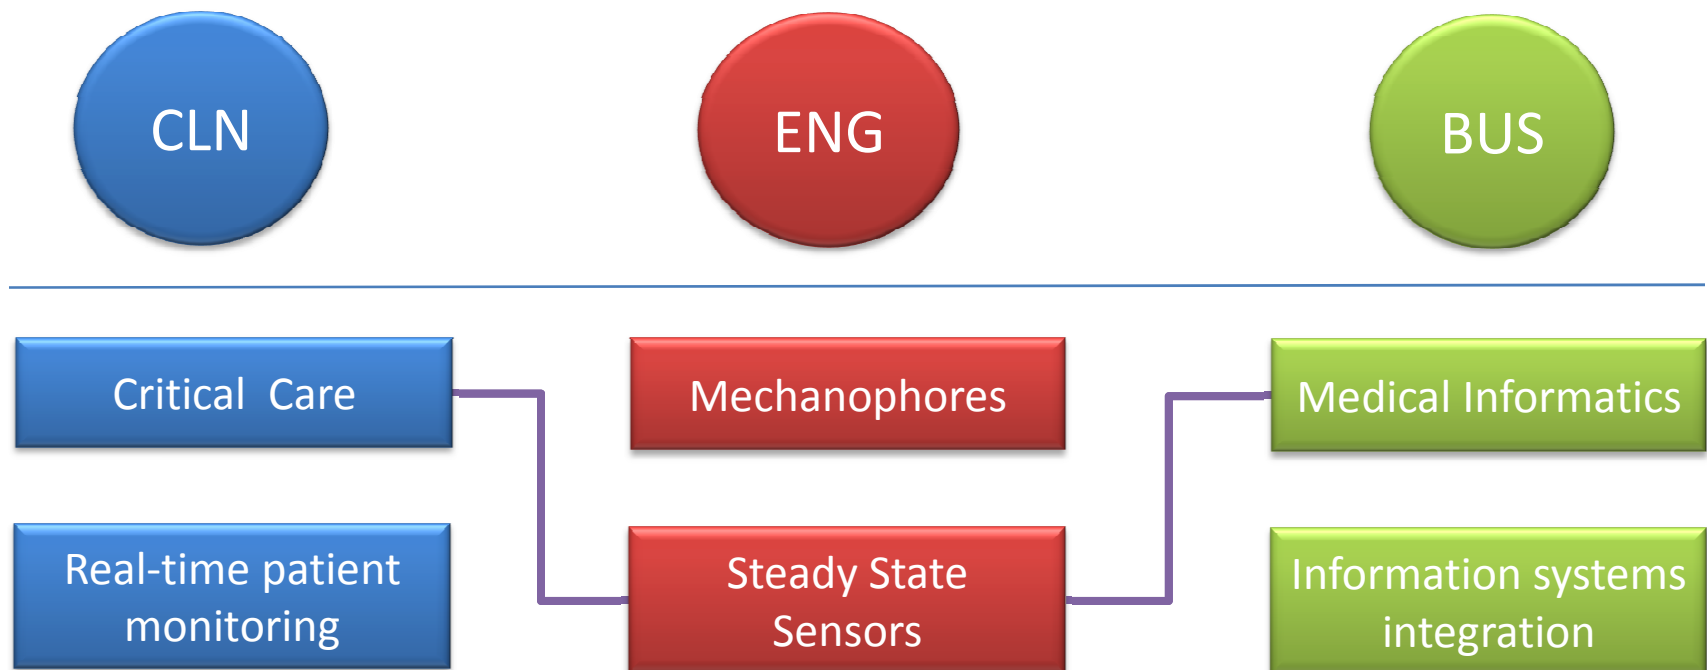 CLN
ENG
BUS
Critical Care
Mechanophores
Medical Informatics
Real-time patient
monitoring
Steady State
Sensors
Information systems
integration